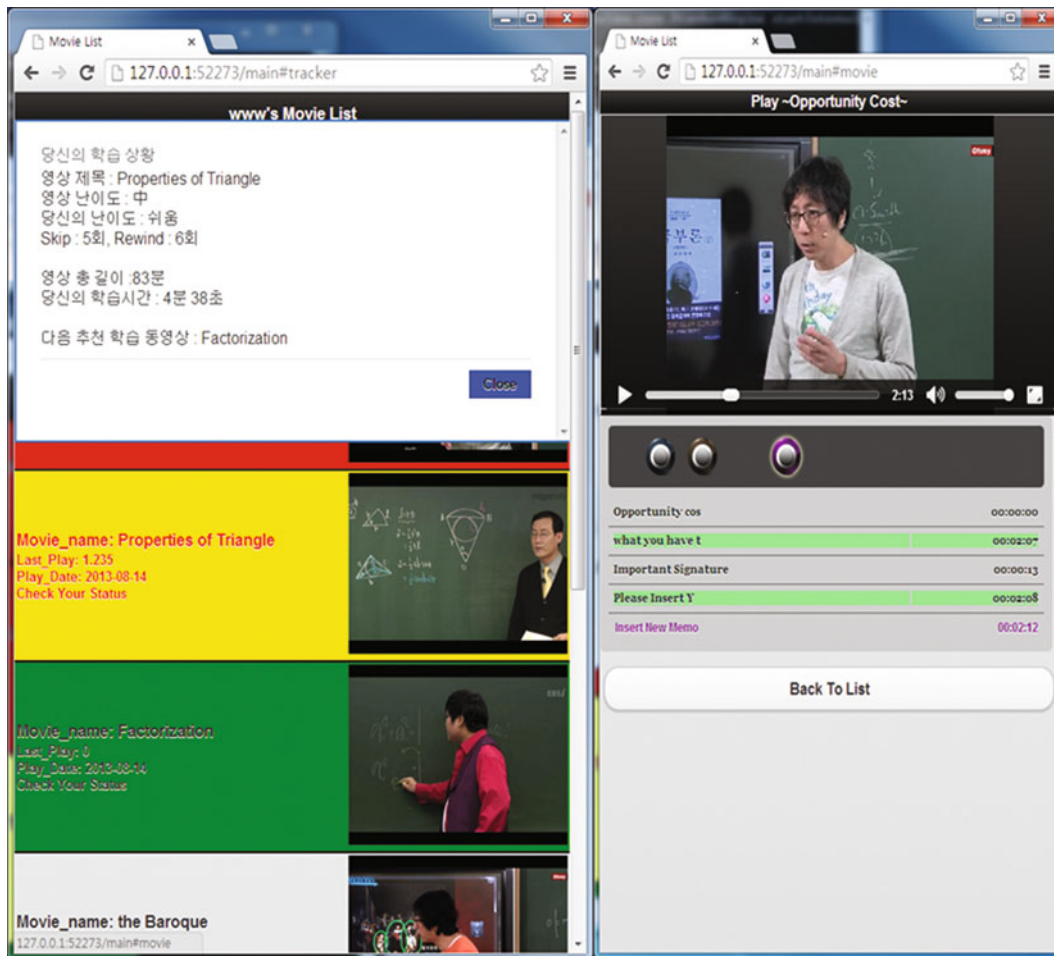 Movie List
127.0.0.1:52273/main#tracker
www's Movie List
당신의 학습 상황
영상 제목 : Properties of Triangle
영상 난이도 : 中
당신의 난이도 : 쉬움
Skip : 5회, Rewind : 6회
영상 총 길이 :83분
당신의 학습시간 : 4분 38초
다음 추천 학습 동영상 : Factorization
Close
Movie_name: Properties of Triangle
Last_Play: 1.235
Play_Date: 2013-08-14
Check Your Status
Movie_name: Factorization
Last_Play: 0
Play_Date: 2013-08-14
Check Your Status
Movie_name: the Baroque
127.0.0.1:52273/main#movie
Movie List
127.0.0.1:52273/main#movie
Play ~Opportunity Cost~
2:13
Opportunity cos 00:00:00
what you have t 00:02:07
Important Signature 00:00:13
Please Insert Y 00:02:08
Insert New Memo 00:02:12
Back To List